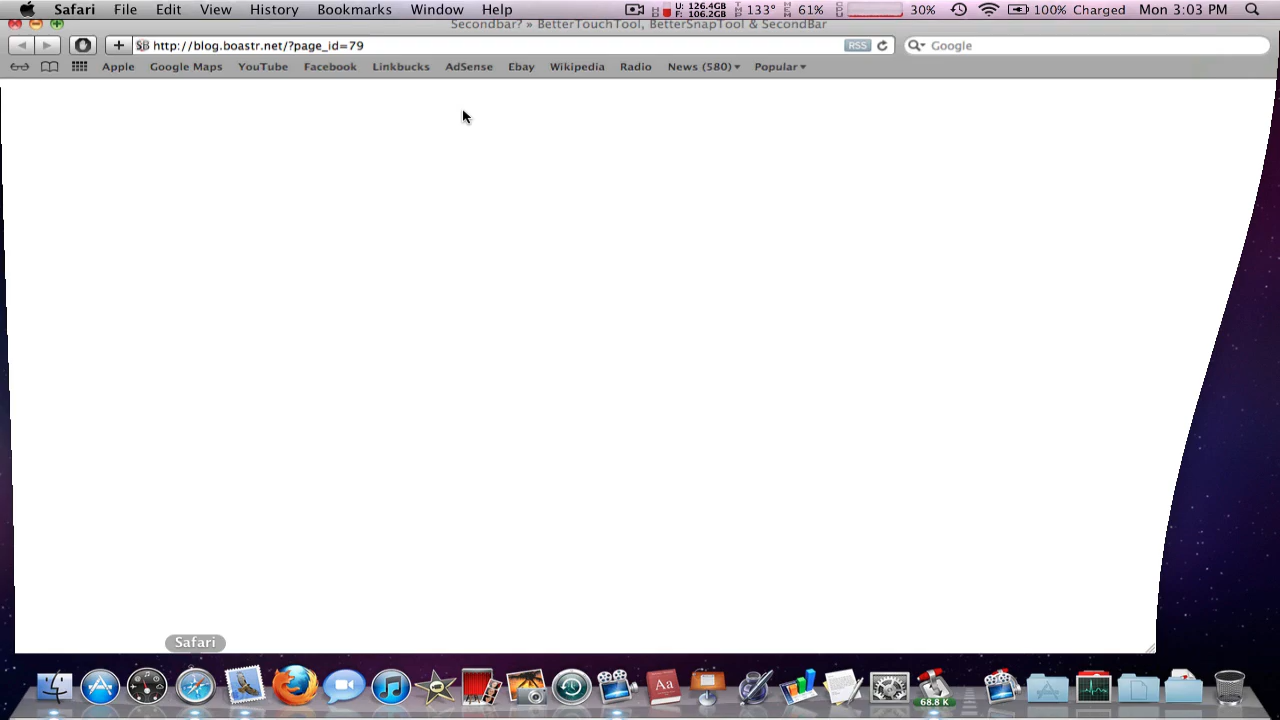 Safari File Edit View History Bookmarks Window Help U: 126.4GB F: 106.2GB 133° 61% 30% 100% Charged Mon 3:03 PM
Secondbar? » BetterTouchTool, BetterSnapTool & SecondBar
SB http://blog.boastr.net/?page_id=79 RSS Google
Apple Google Maps YouTube Facebook Linkbucks AdSense Ebay Wikipedia Radio News (580) Popular
Safari
Aa
68.8 K